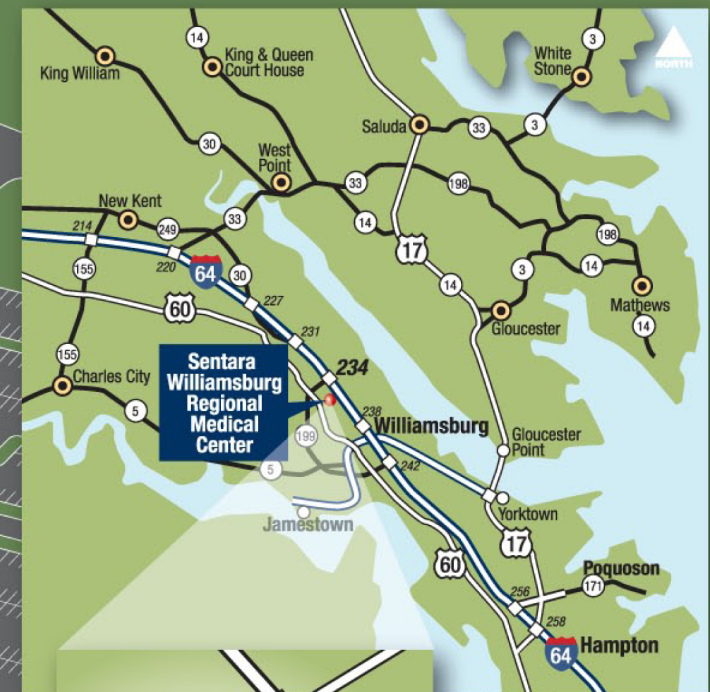 14
3
King & Queen
Court House
White
Stone
NORTH
King William
Saluda
33
3
30
West
Point
33
198
New Kent
33
14
198
214
249
17
155
220
64
30
14
3
14
60
227
Mathews
Gloucester
14
231
155
Sentara
Williamsburg
Regional
Medical
Center
234
Charles City
5
238
Williamsburg
199
Gloucester
Point
242
5
Jamestown
Yorktown
17
60
Poquoson
171
256
258
64
Hampton